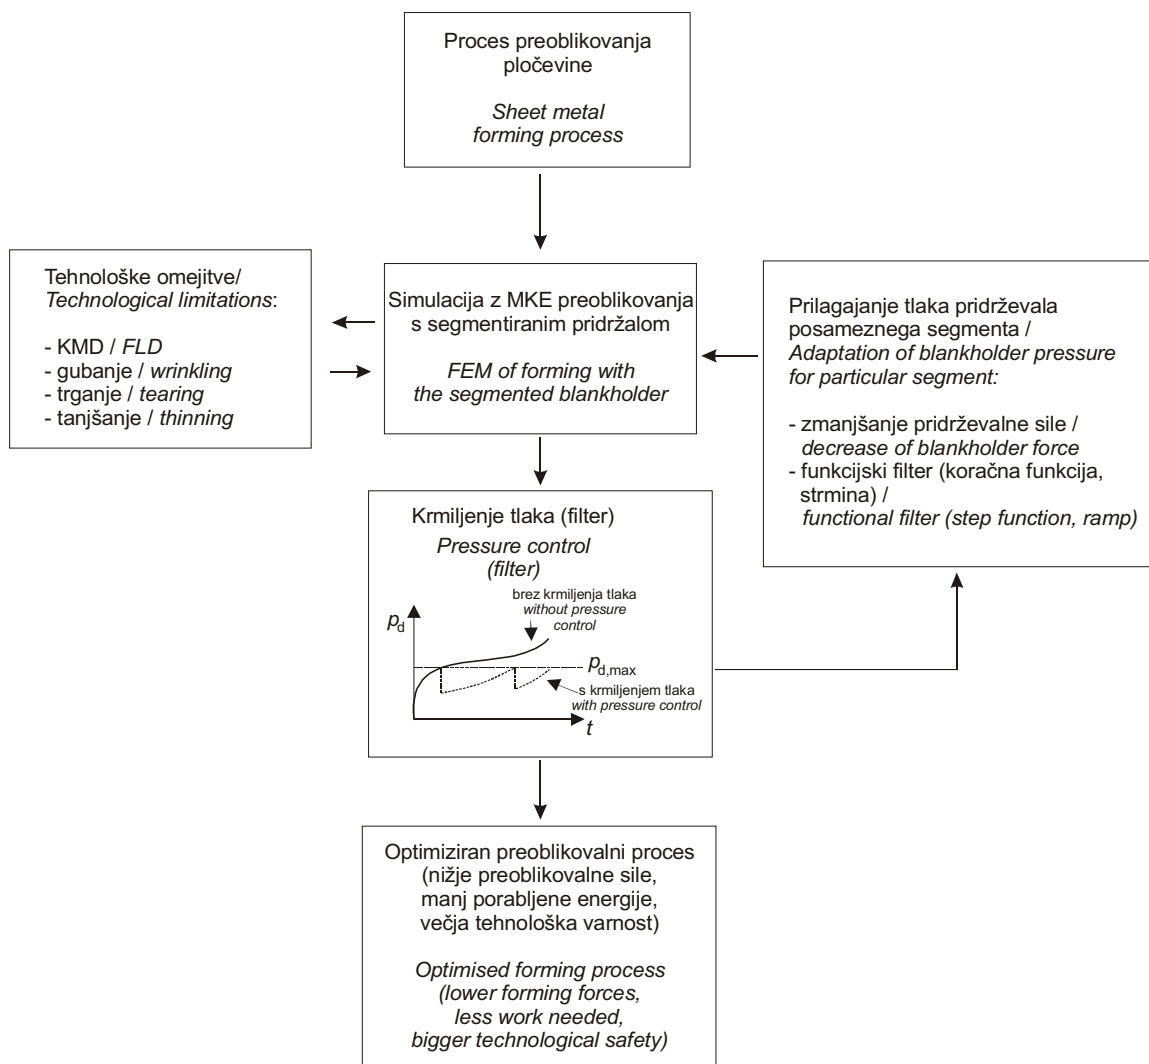 Proces preoblikovanja
pločevine
Sheet metal
forming process
Tehnološke omejitve/
Technological limitations:
- KMD / FLD
- gubanje / wrinkling
- trganje / tearing
- tanjšanje / thinning
Simulacija z MKE preoblikovanja
s segmentiranim pridržalom
FEM of forming with
the segmented blankholder
Prilagajanje tlaka pridrževala
posameznega segmenta /
Adaptation of blankholder pressure
for particular segment:
- zmanjšanje pridrževalne sile /
decrease of blankholder force
- funkcijski filter (koračna funkcija,
strmina) /
functional filter (step function, ramp)
Krmiljenje tlaka (filter)
Pressure control
(filter)
brez krmiljenja tlaka
without pressure
control
pd
pd,max
s krmiljenjem tlaka
with pressure control
t
Optimiziran preoblikovalni proces
(nižje preoblikovalne sile,
manj porabljene energije,
večja tehnološka varnost)
Optimised forming process
(lower forming forces,
less work needed,
bigger technological safety)